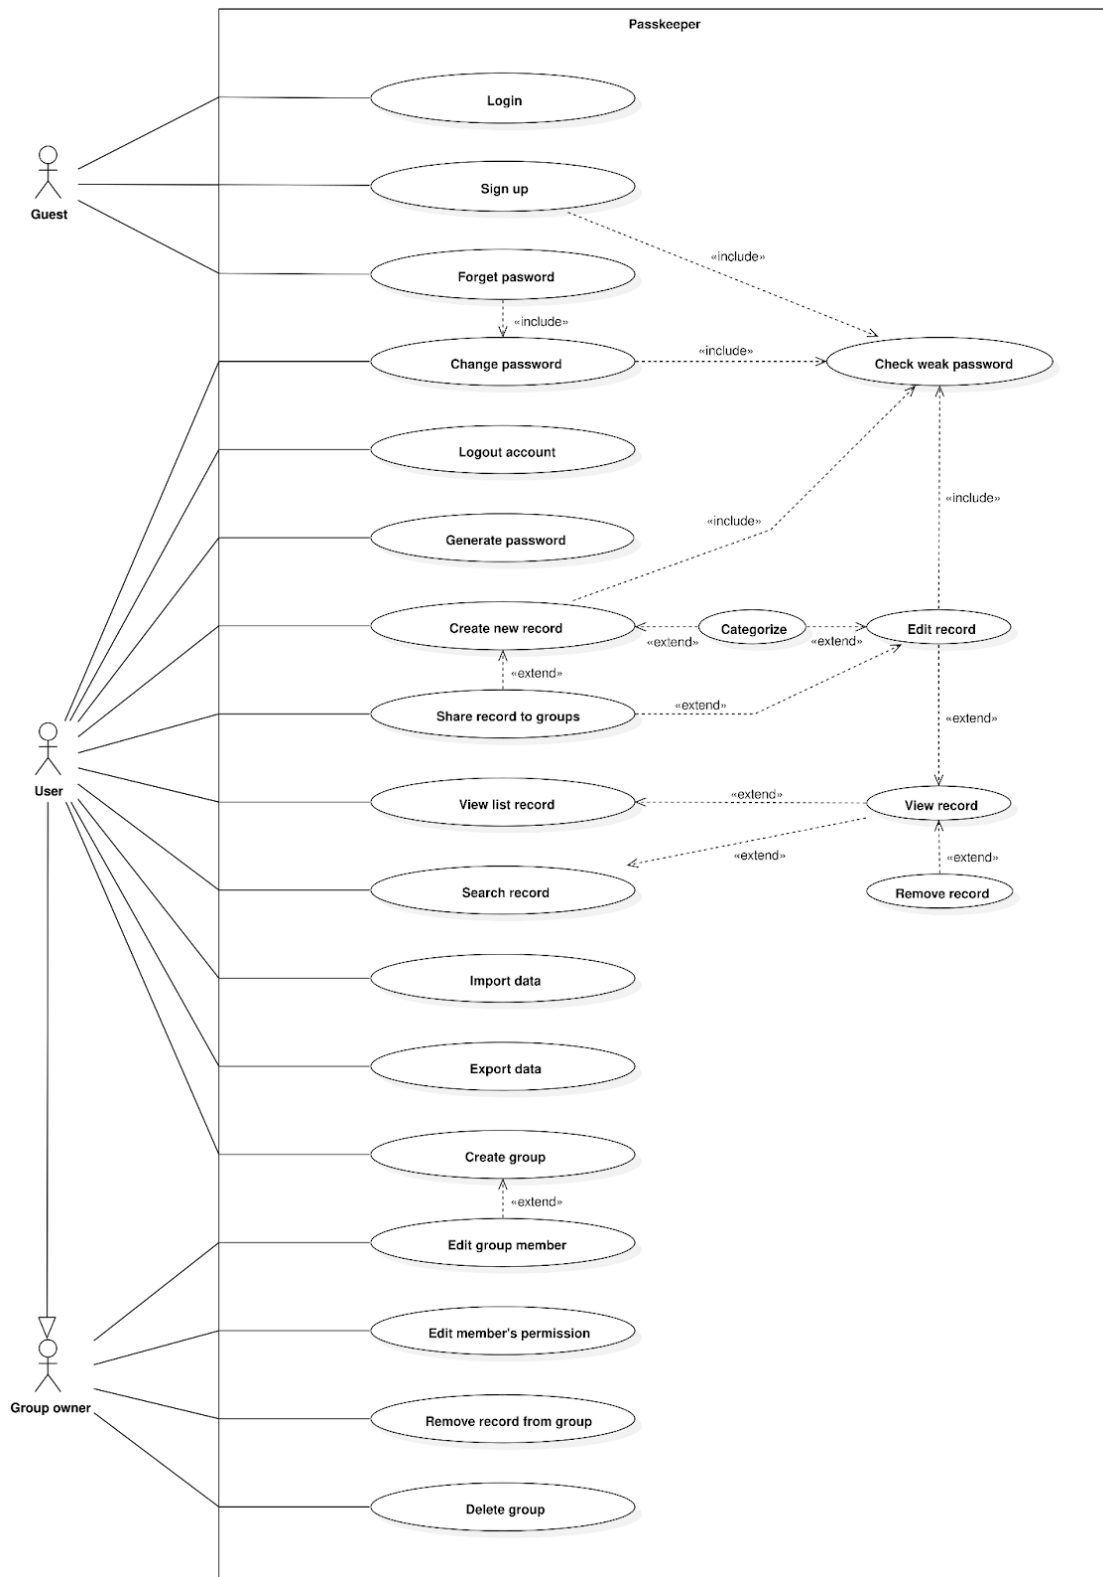 Passkeeper
Login
Sign up
Guest
«include»
Forget pasword
«include»
Change password
«include»
Check weak password
Logout account
«include»
«include»
Generate password
Create new record
Categorize
Edit record
«extend»
«extend»
«extend»
Share record to groups
«extend»
«extend»
User
View list record
«extend»
View record
«extend»
«extend»
Search record
Remove record
Import data
Export data
Create group
«extend»
Edit group member
Edit member's permission
Group owner
Remove record from group
Delete group